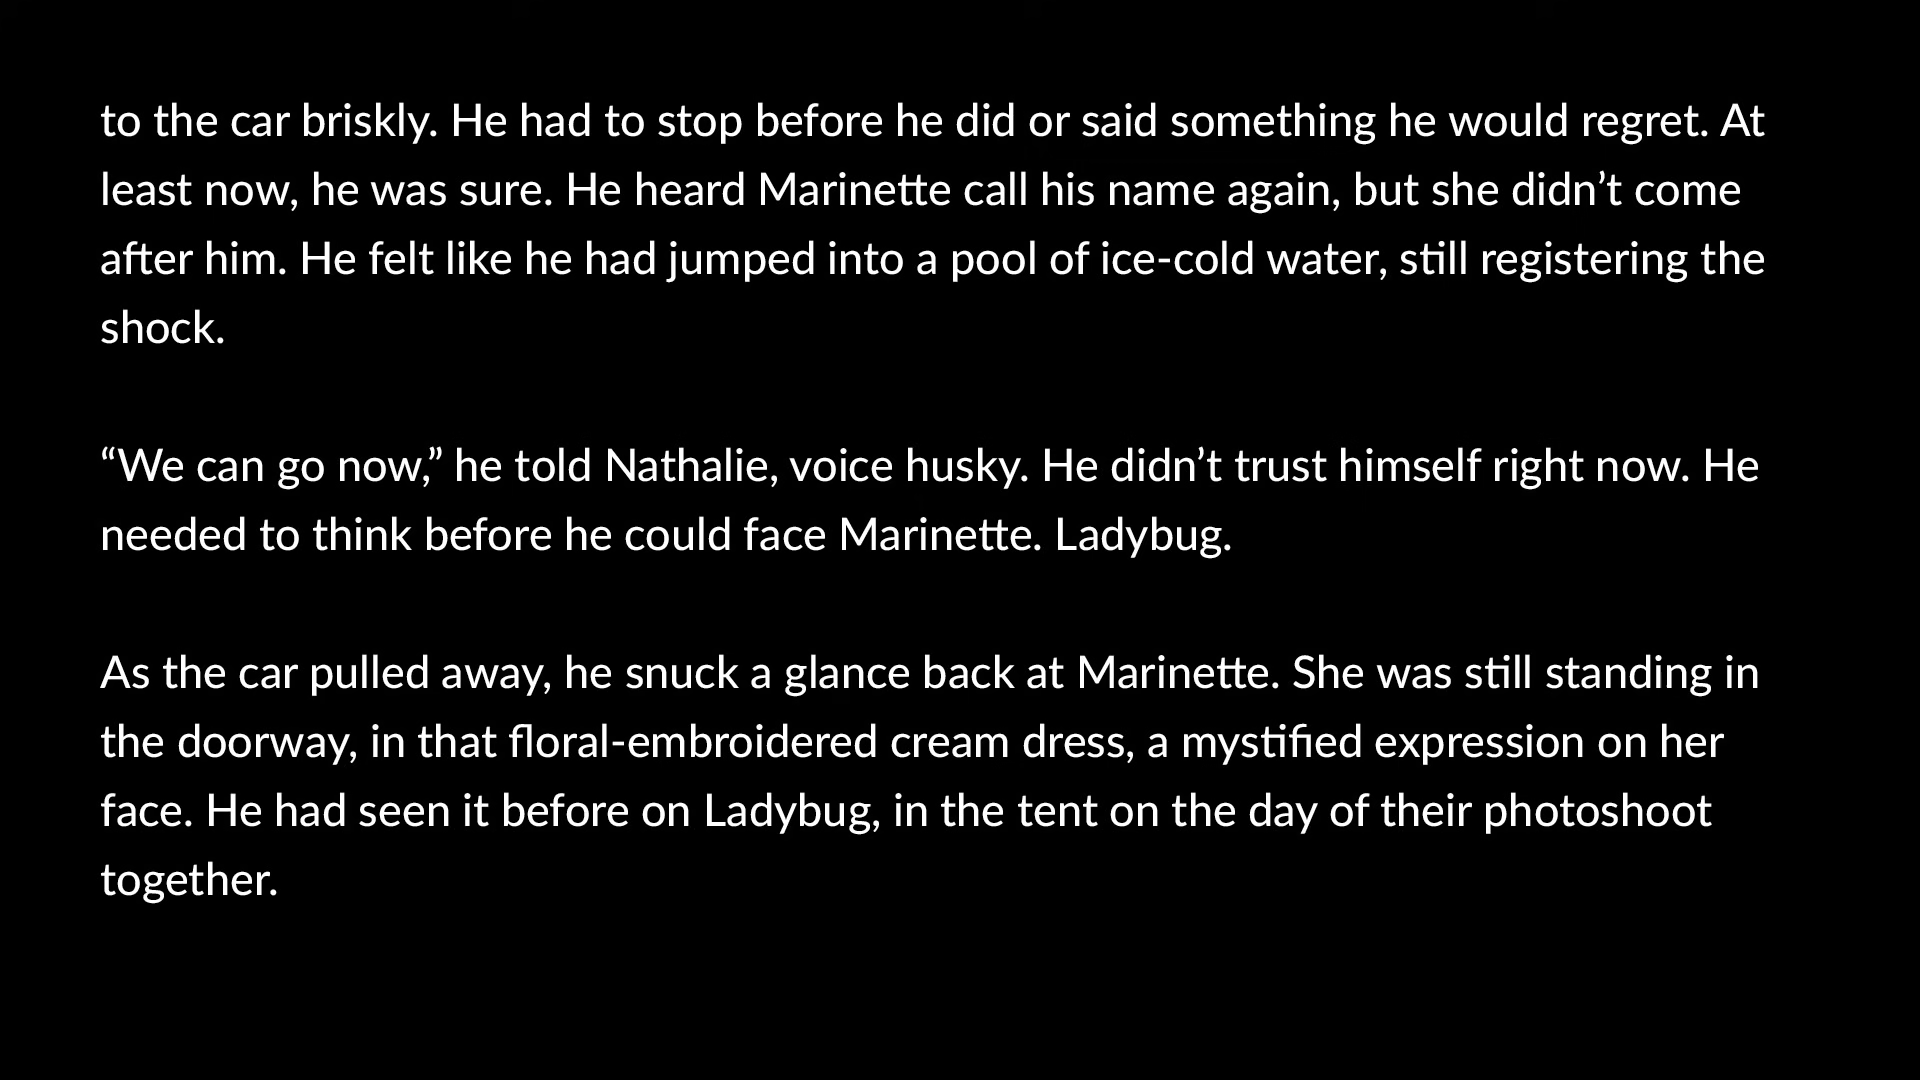 to the car briskly. He had to stop before he did or said something he would regret. At
least now, he was sure. He heard Marinette call his name again, but she didn’t come
after him. He felt like he had jumped into a pool of ice-cold water, still registering the
shock.
“We can go now,” he told Nathalie, voice husky. He didn’t trust himself right now. He
needed to think before he could face Marinette. Ladybug.
As the car pulled away, he snuck a glance back at Marinette. She was still standing in
the doorway, in that floral-embroidered cream dress, a mystified expression on her
face. He had seen it before on Ladybug, in the tent on the day of their photoshoot
together.